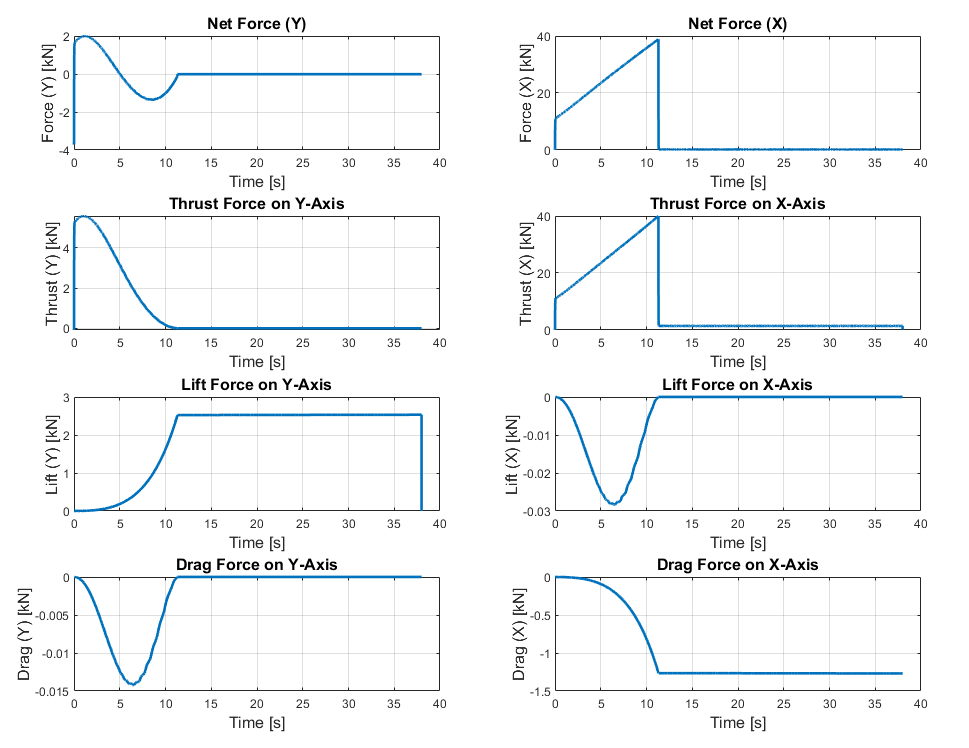 Net Force (Y)
Force (Y) [kN]
2
0
-2
-4
0 5 10 15 20 25 30 35 40
Time [s]
Net Force (X)
Force (X) [kN]
40
20
0
0 5 10 15 20 25 30 35 40
Time [s]
Thrust Force on Y-Axis
Thrust (Y) [kN]
4
2
0
0 5 10 15 20 25 30 35 40
Time [s]
Thrust Force on X-Axis
Thrust (X) [kN]
40
20
0
0 5 10 15 20 25 30 35 40
Time [s]
Lift Force on Y-Axis
Lift (Y) [kN]
3
2
1
0
0 5 10 15 20 25 30 35 40
Time [s]
Lift Force on X-Axis
Lift (X) [kN]
0
-0.01
-0.02
-0.03
0 5 10 15 20 25 30 35 40
Time [s]
Drag Force on Y-Axis
Drag (Y) [kN]
0
-0.005
-0.01
-0.015
0 5 10 15 20 25 30 35 40
Time [s]
Drag Force on X-Axis
Drag (X) [kN]
0
-0.5
-1
-1.5
0 5 10 15 20 25 30 35 40
Time [s]